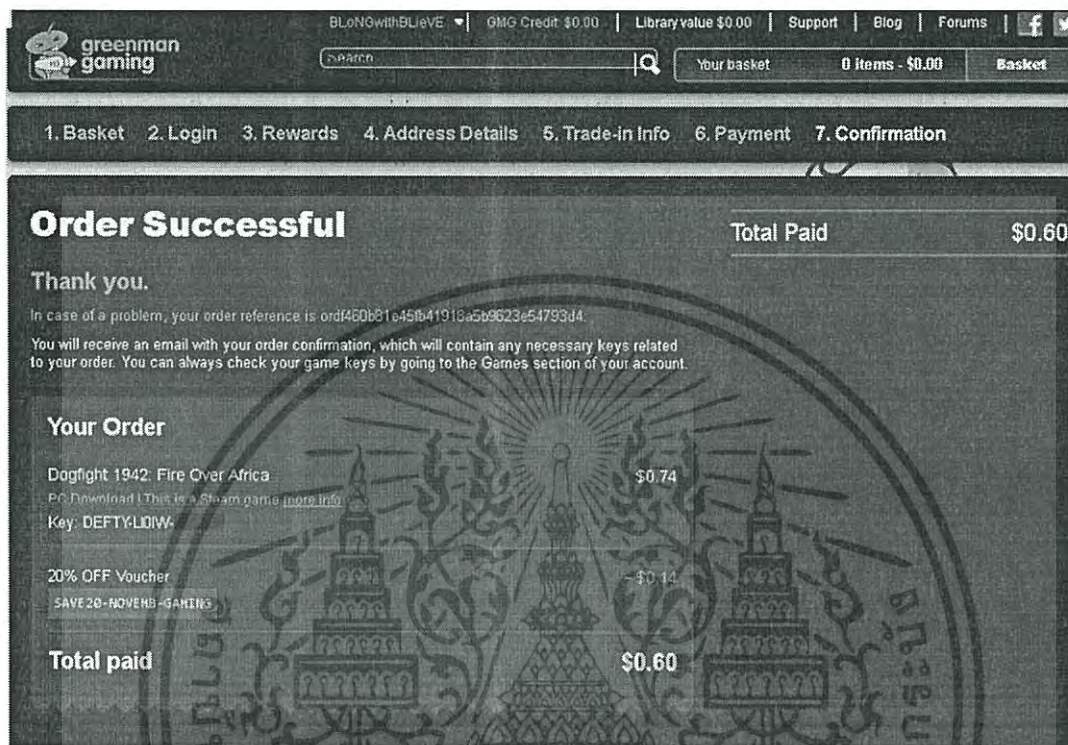 BLoNGwithBLieVE GMG Credit $0.00 Library value $0.00 Support Blog Forums
greenman gaming
Search
Your basket 0 items - $0.00 Basket
1. Basket 2. Login 3. Rewards 4. Address Details 5. Trade-in Info 6. Payment 7. Confirmation
Order Successful
Total Paid $0.60
Thank you.
In case of a problem, your order reference is
You will receive an email with your order confirmation, which will contain any necessary keys related
to your order. You can always check your game keys by going to the Games section of your account.
Your Order
Dogfight 1942: Fire Over Africa $0.74
PC Download | This is a Steam game more info
Key:
20% OFF Voucher - $0.14
SAVE20-NOVEMB-GAMING
Total paid $0.60